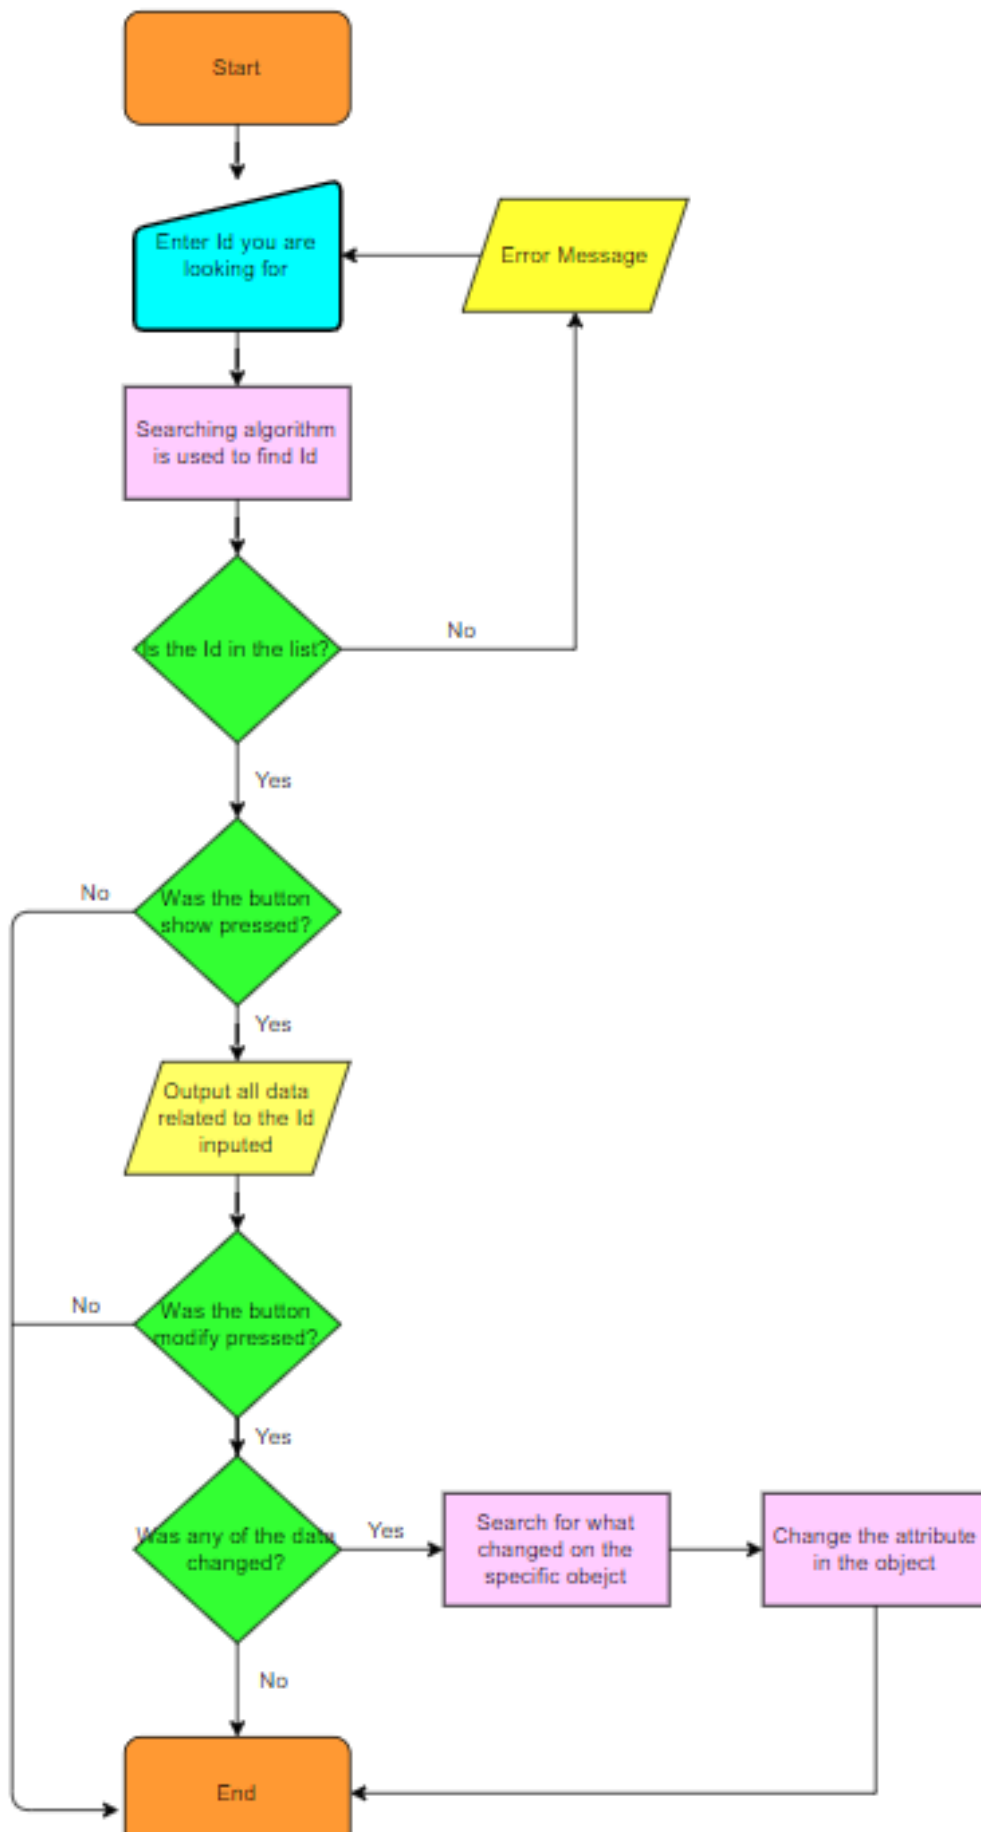 Start
Enter Id you are
looking for
Error Message
Searching algorithm
is used to find Id
Is the Id in the list?
No
Yes
Was the button
show pressed?
No
Yes
Output all data
related to the Id
inputed
Was the button
modify pressed?
No
Yes
Was any of the data
changed?
Yes
Search for what
changed on the
specific obejct
Change the attribute
in the object
No
End